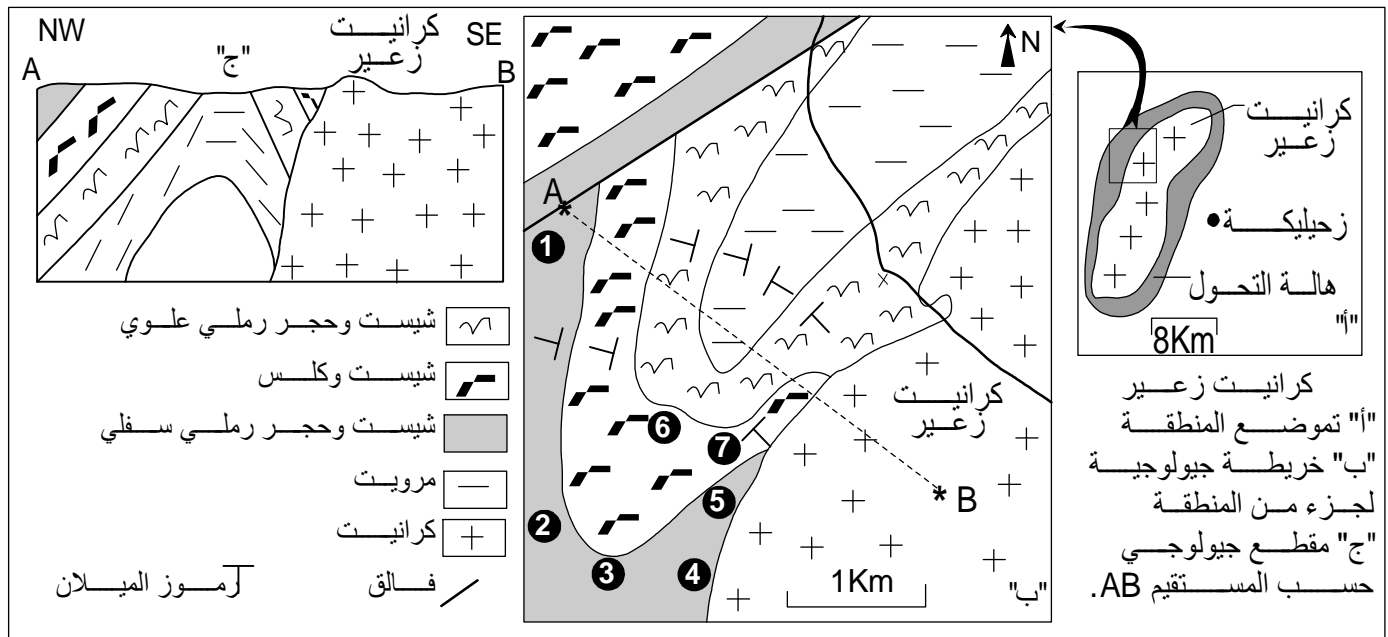 NW
كرانيت
زعير
SE
A
"ج"
B
شيست وحجر رملي علوي
شيست وكلس
شيست وحجر رملي سفلي
مرويت
كرانيت
فالق
رموز الميلان
N
A
1
2
3
4
5
6
7
كرانيت
زعير
B
1Km
"ب"
كرانيت
زعير
زحيليكة
هالة التحول
"أ"
8Km
كرانيت زعير
"أ" تموضع المنطقة
"ب" خريطة جيولوجية
لجزء من المنطقة
"ج" مقطع جيولوجي
حسب المستقيم AB.